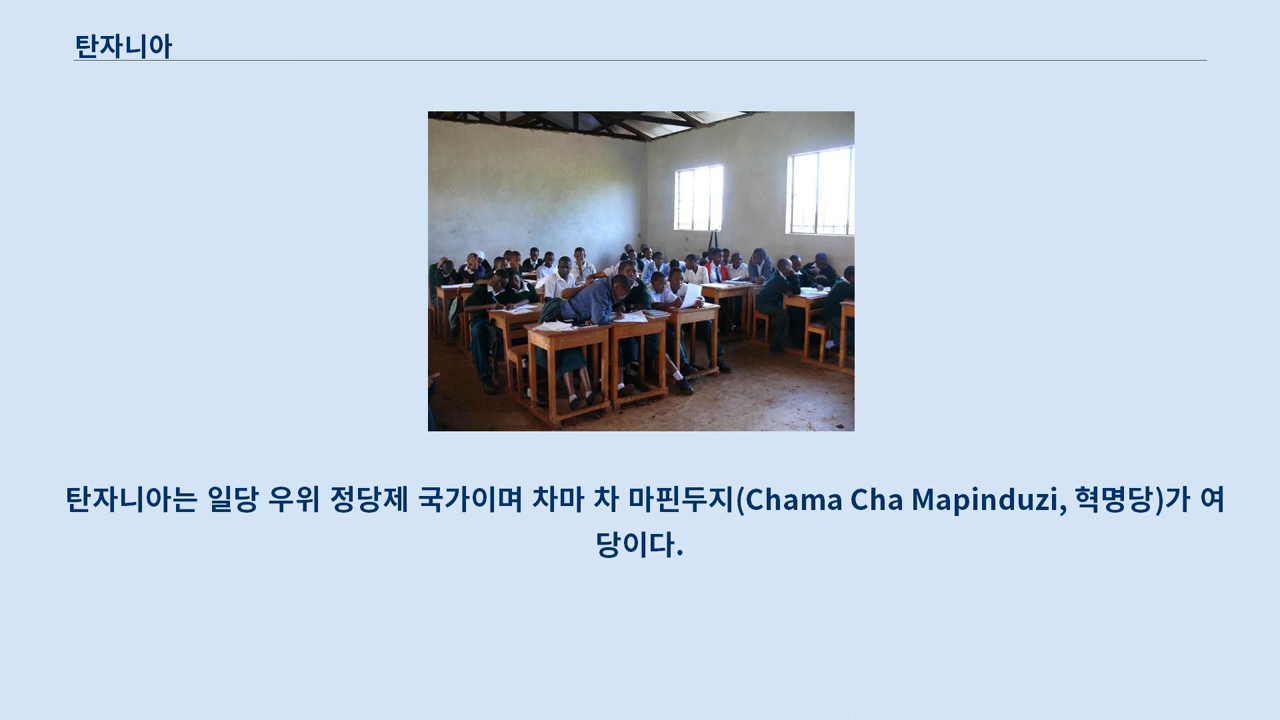 탄자니아
탄자니아는 일당 우위 정당제 국가이며 차마 차 마핀두지(Chama Cha Mapinduzi, 혁명당)가 여
당이다.